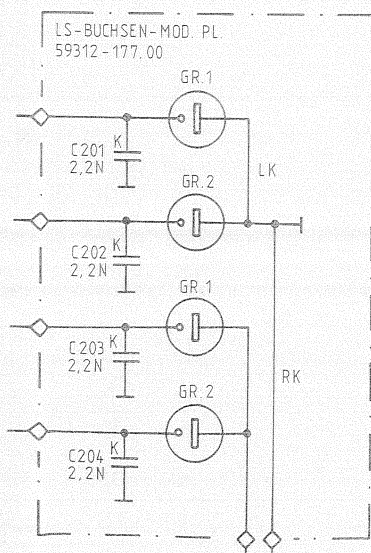 LS-BUCHSEN-MOD. PL.
59312-177.00
GR.1
K
C201
2,2N
LK
GR.2
K
C202
2,2N
GR.1
K
C203
2,2N
RK
GR.2
K
C204
2,2N